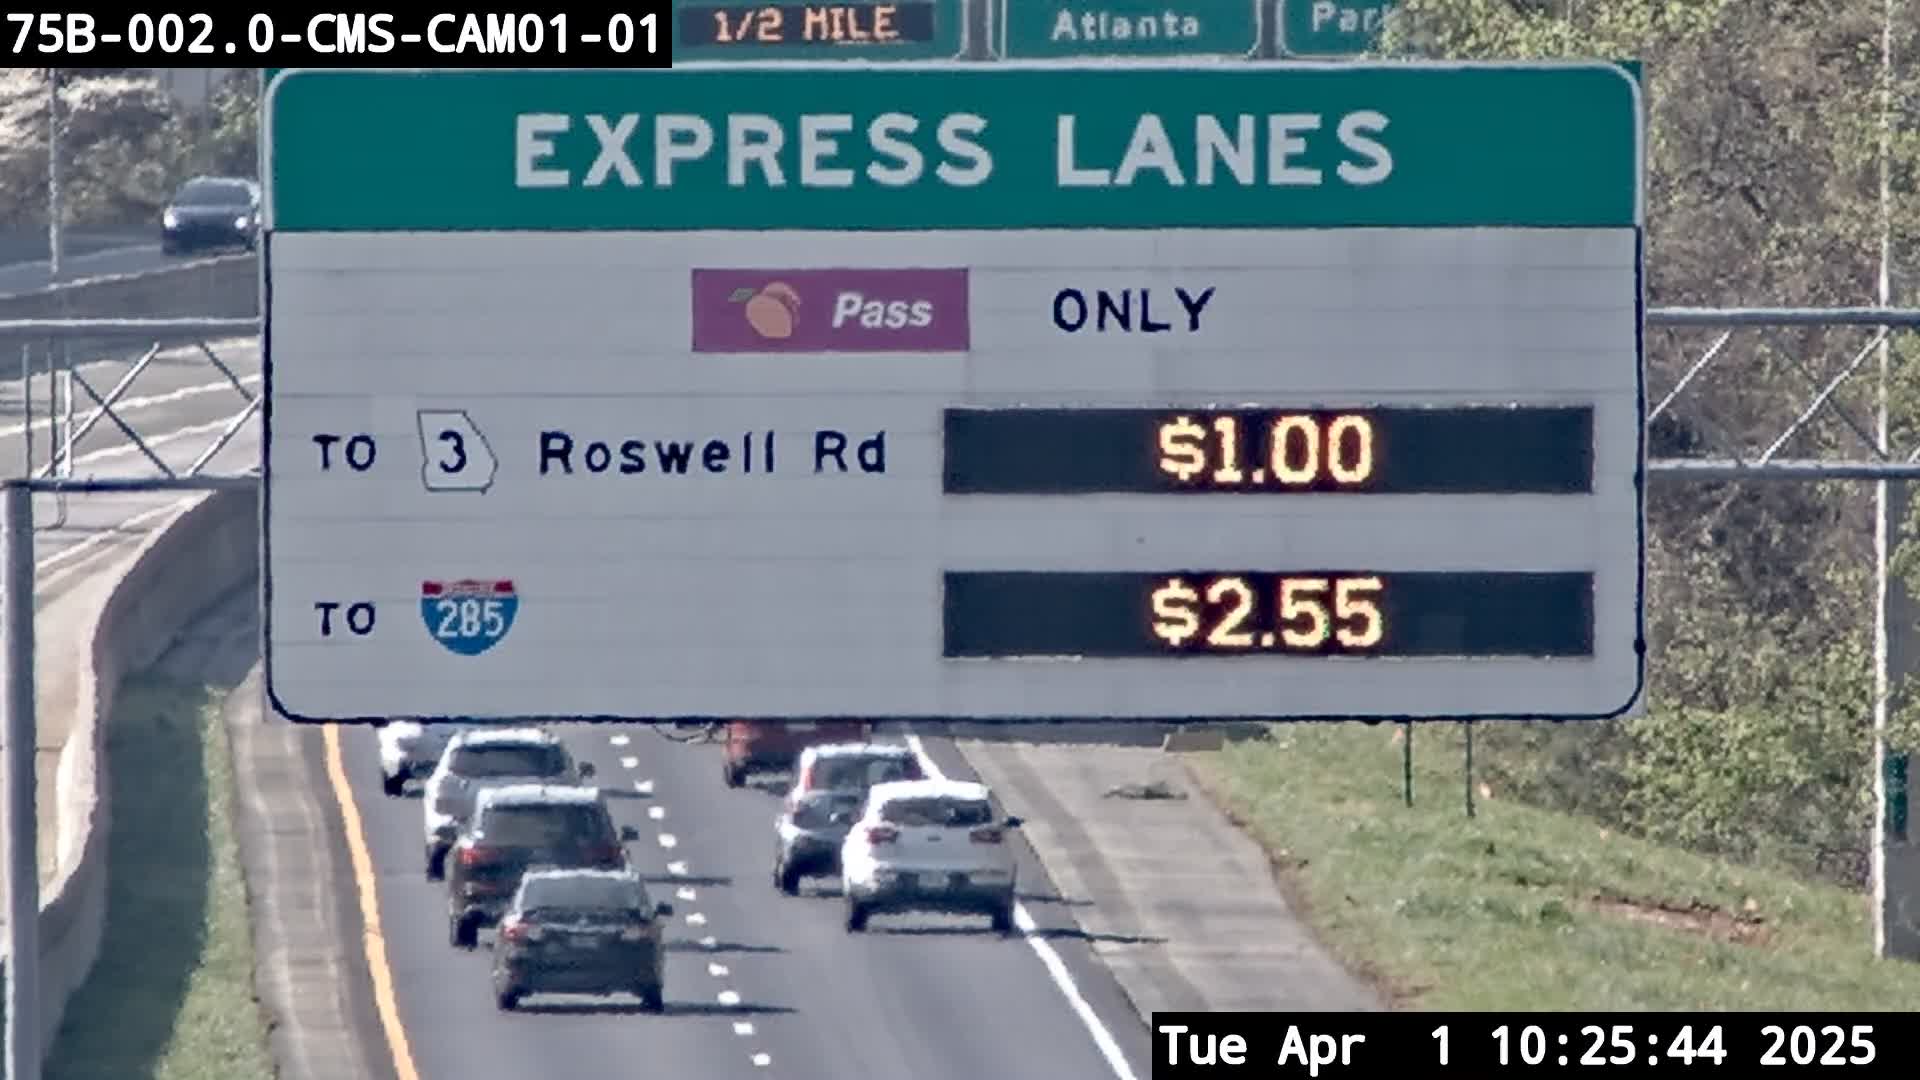 75B-002.0-CMS-CAM01-01
1/2 MILE
Atlanta
EXPRESS LANES
Pass ONLY
TO 3 Roswell Rd $1.00
TO 285 $2.55
Tue Apr 1 10:25:44 2025